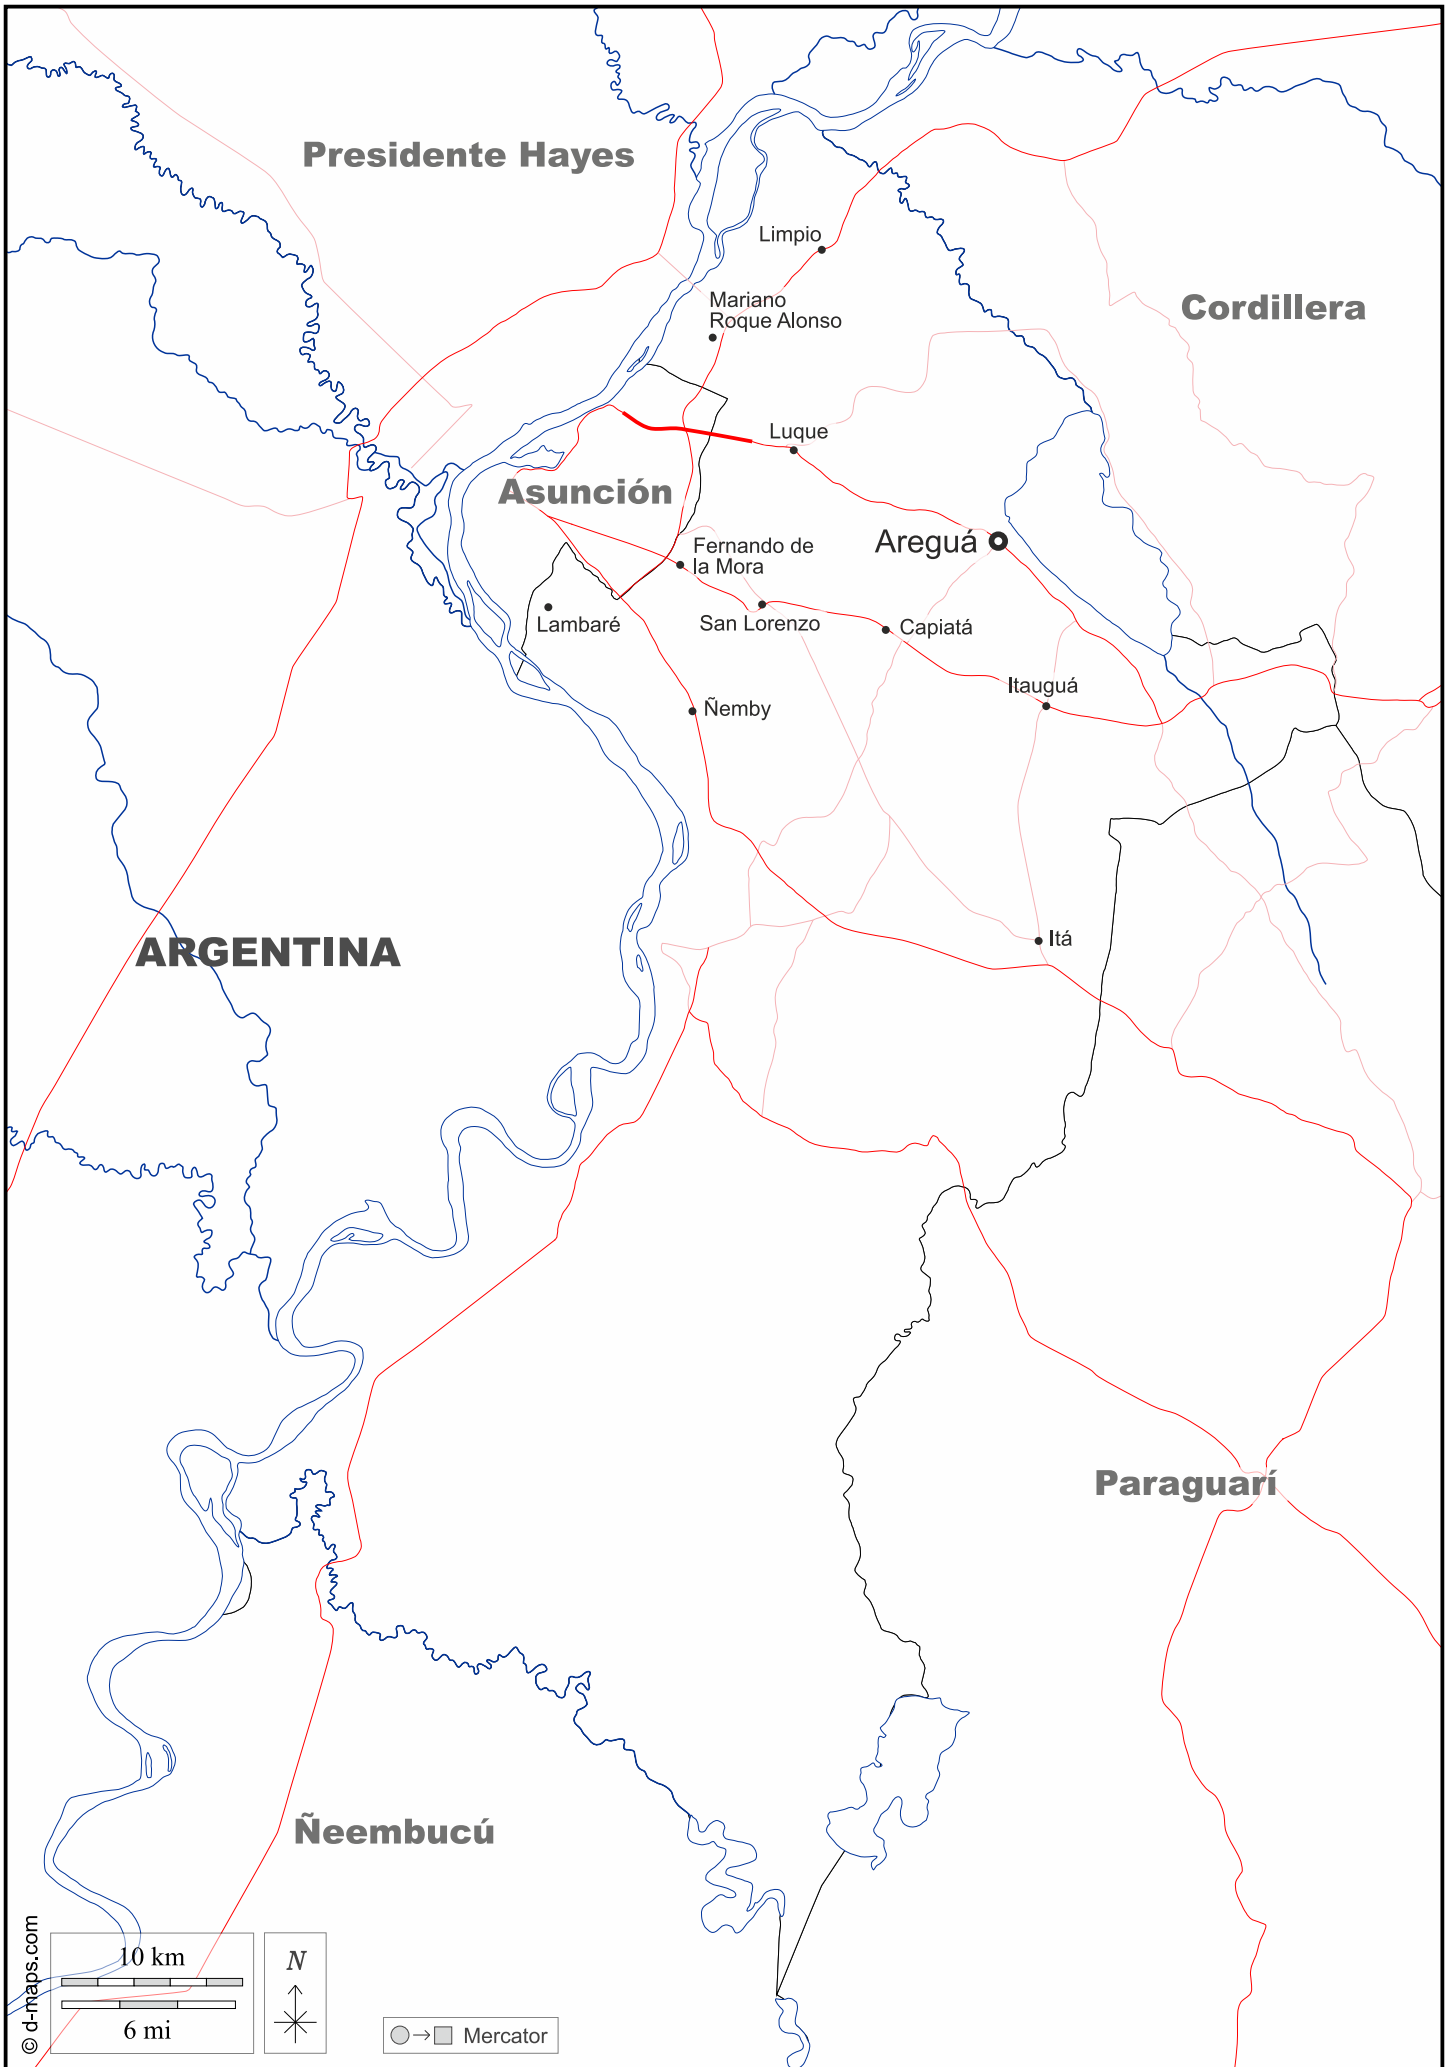 Presidente Hayes
Limpio
Cordillera
Mariano
Roque Alonso
Luque
Asunción
Areguá
Fernando de
la Mora
Lambaré
San Lorenzo
Capiatá
Itauguá
Ñemby
ARGENTINA
Itá
Paraguarí
Ñeembucú
© d-maps.com
10 km
6 mi
N
Mercator